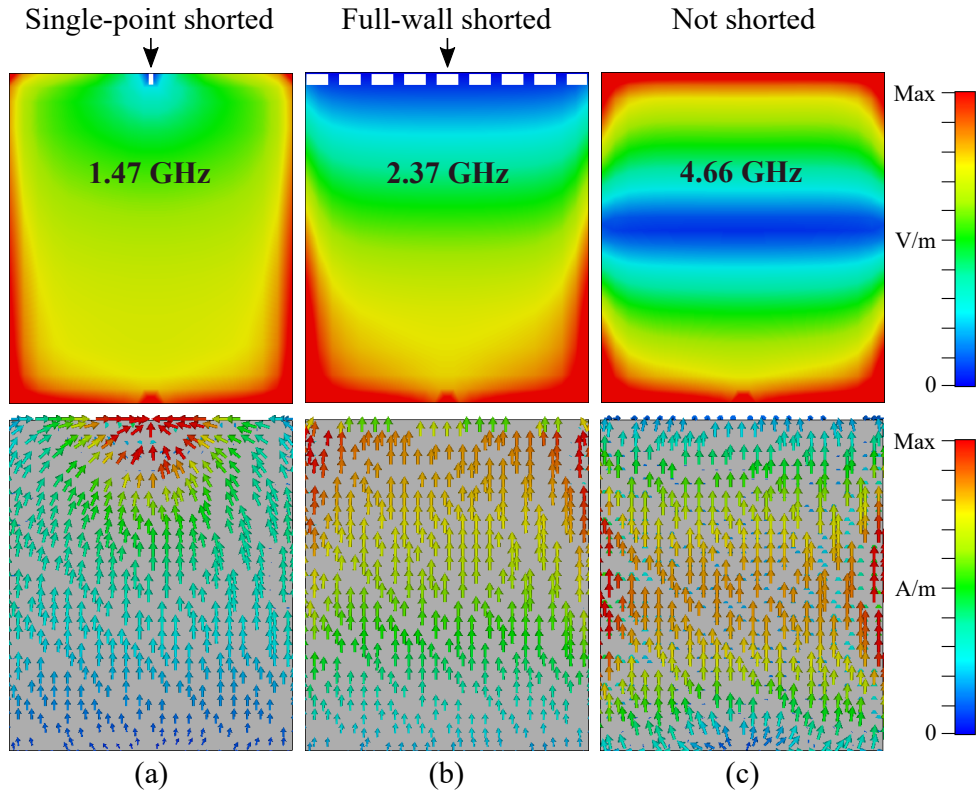 Single-point shorted
Full-wall shorted
Not shorted
1.47 GHz
2.37 GHz
4.66 GHz
Max
V/m
0
Max
A/m
0
(a)
(b)
(c)